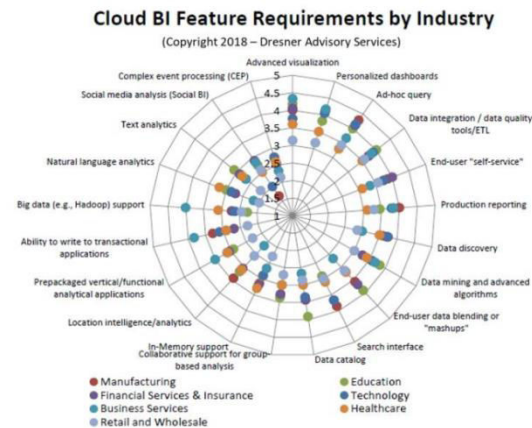 Cloud BI Feature Requirements by Industry
(Copyright 2018 – Dresner Advisory Services)
Advanced visualization
Personalized dashboards
Ad-hoc query
Data integration / data quality
tools/ETL
End-user "self-service"
Production reporting
Data discovery
Data mining and advanced
algorithms
End-user data blending or "mashups"
Search interface
Data catalog
Collaborative support for group-
based analysis
In-Memory support
Location intelligence/analytics
Prepackaged vertical/functional
analytical applications
Ability to write to transactional
applications
Big data (e.g., Hadoop) support
Natural language analytics
Text analytics
Social media analysis (Social BI)
Complex event processing (CEP)
5
4.5
4
3.5
3
2.5
2
1.5
1
Manufacturing
Financial Services & Insurance
Business Services
Retail and Wholesale
Education
Technology
Healthcare